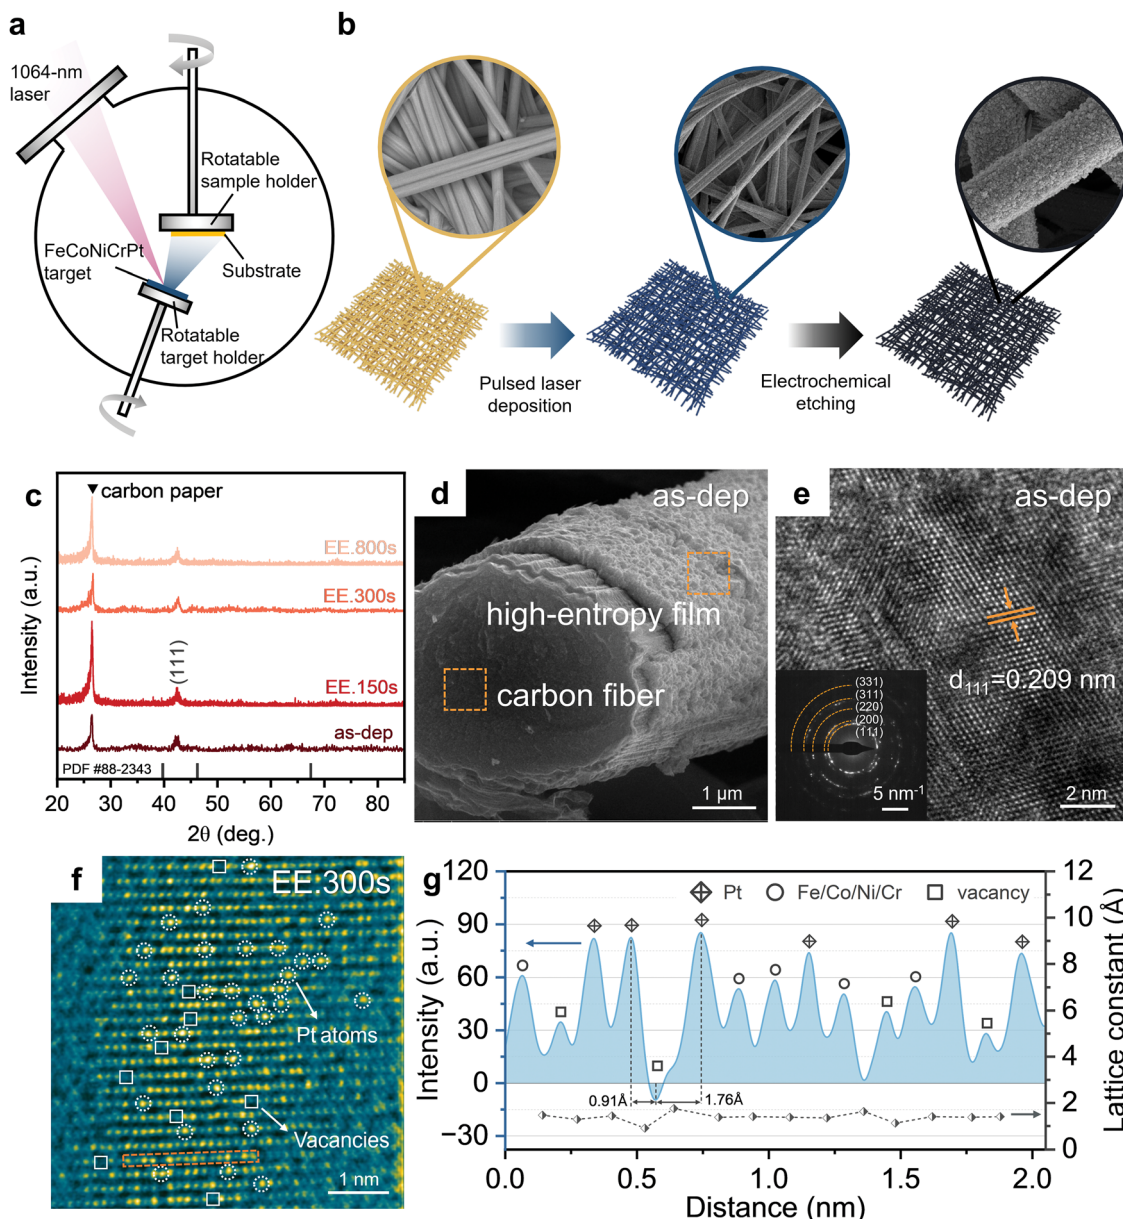 a
1064-nm
laser
Rotatable
sample holder
FeCoNiCrPt
target
Substrate
Rotatable
target holder
b
Pulsed laser
deposition
Electrochemical
etching
c
Intensity (a.u.)
▼carbon paper
EE.800s
EE.300s
(111)
EE.150s
as-dep
PDF #88-2343
20 30 40 50 60 70 80
2θ (deg.)
d
as-dep
high-entropy film
carbon fiber
1 μm
e
as-dep
d111=0.209 nm
(331)
(311)
(220)
(200)
(111)
5 nm-1
2 nm
f
EE.300s
Pt atoms
Vacancies
1 nm
g
Intensity (a.u.)
120
90
60
30
0
−30
Pt Fe/Co/Ni/Cr vacancy
0.91Å 1.76Å
12
10
8
6
4
2
0
Lattice constant (Å)
0.0 0.5 1.0 1.5 2.0
Distance (nm)